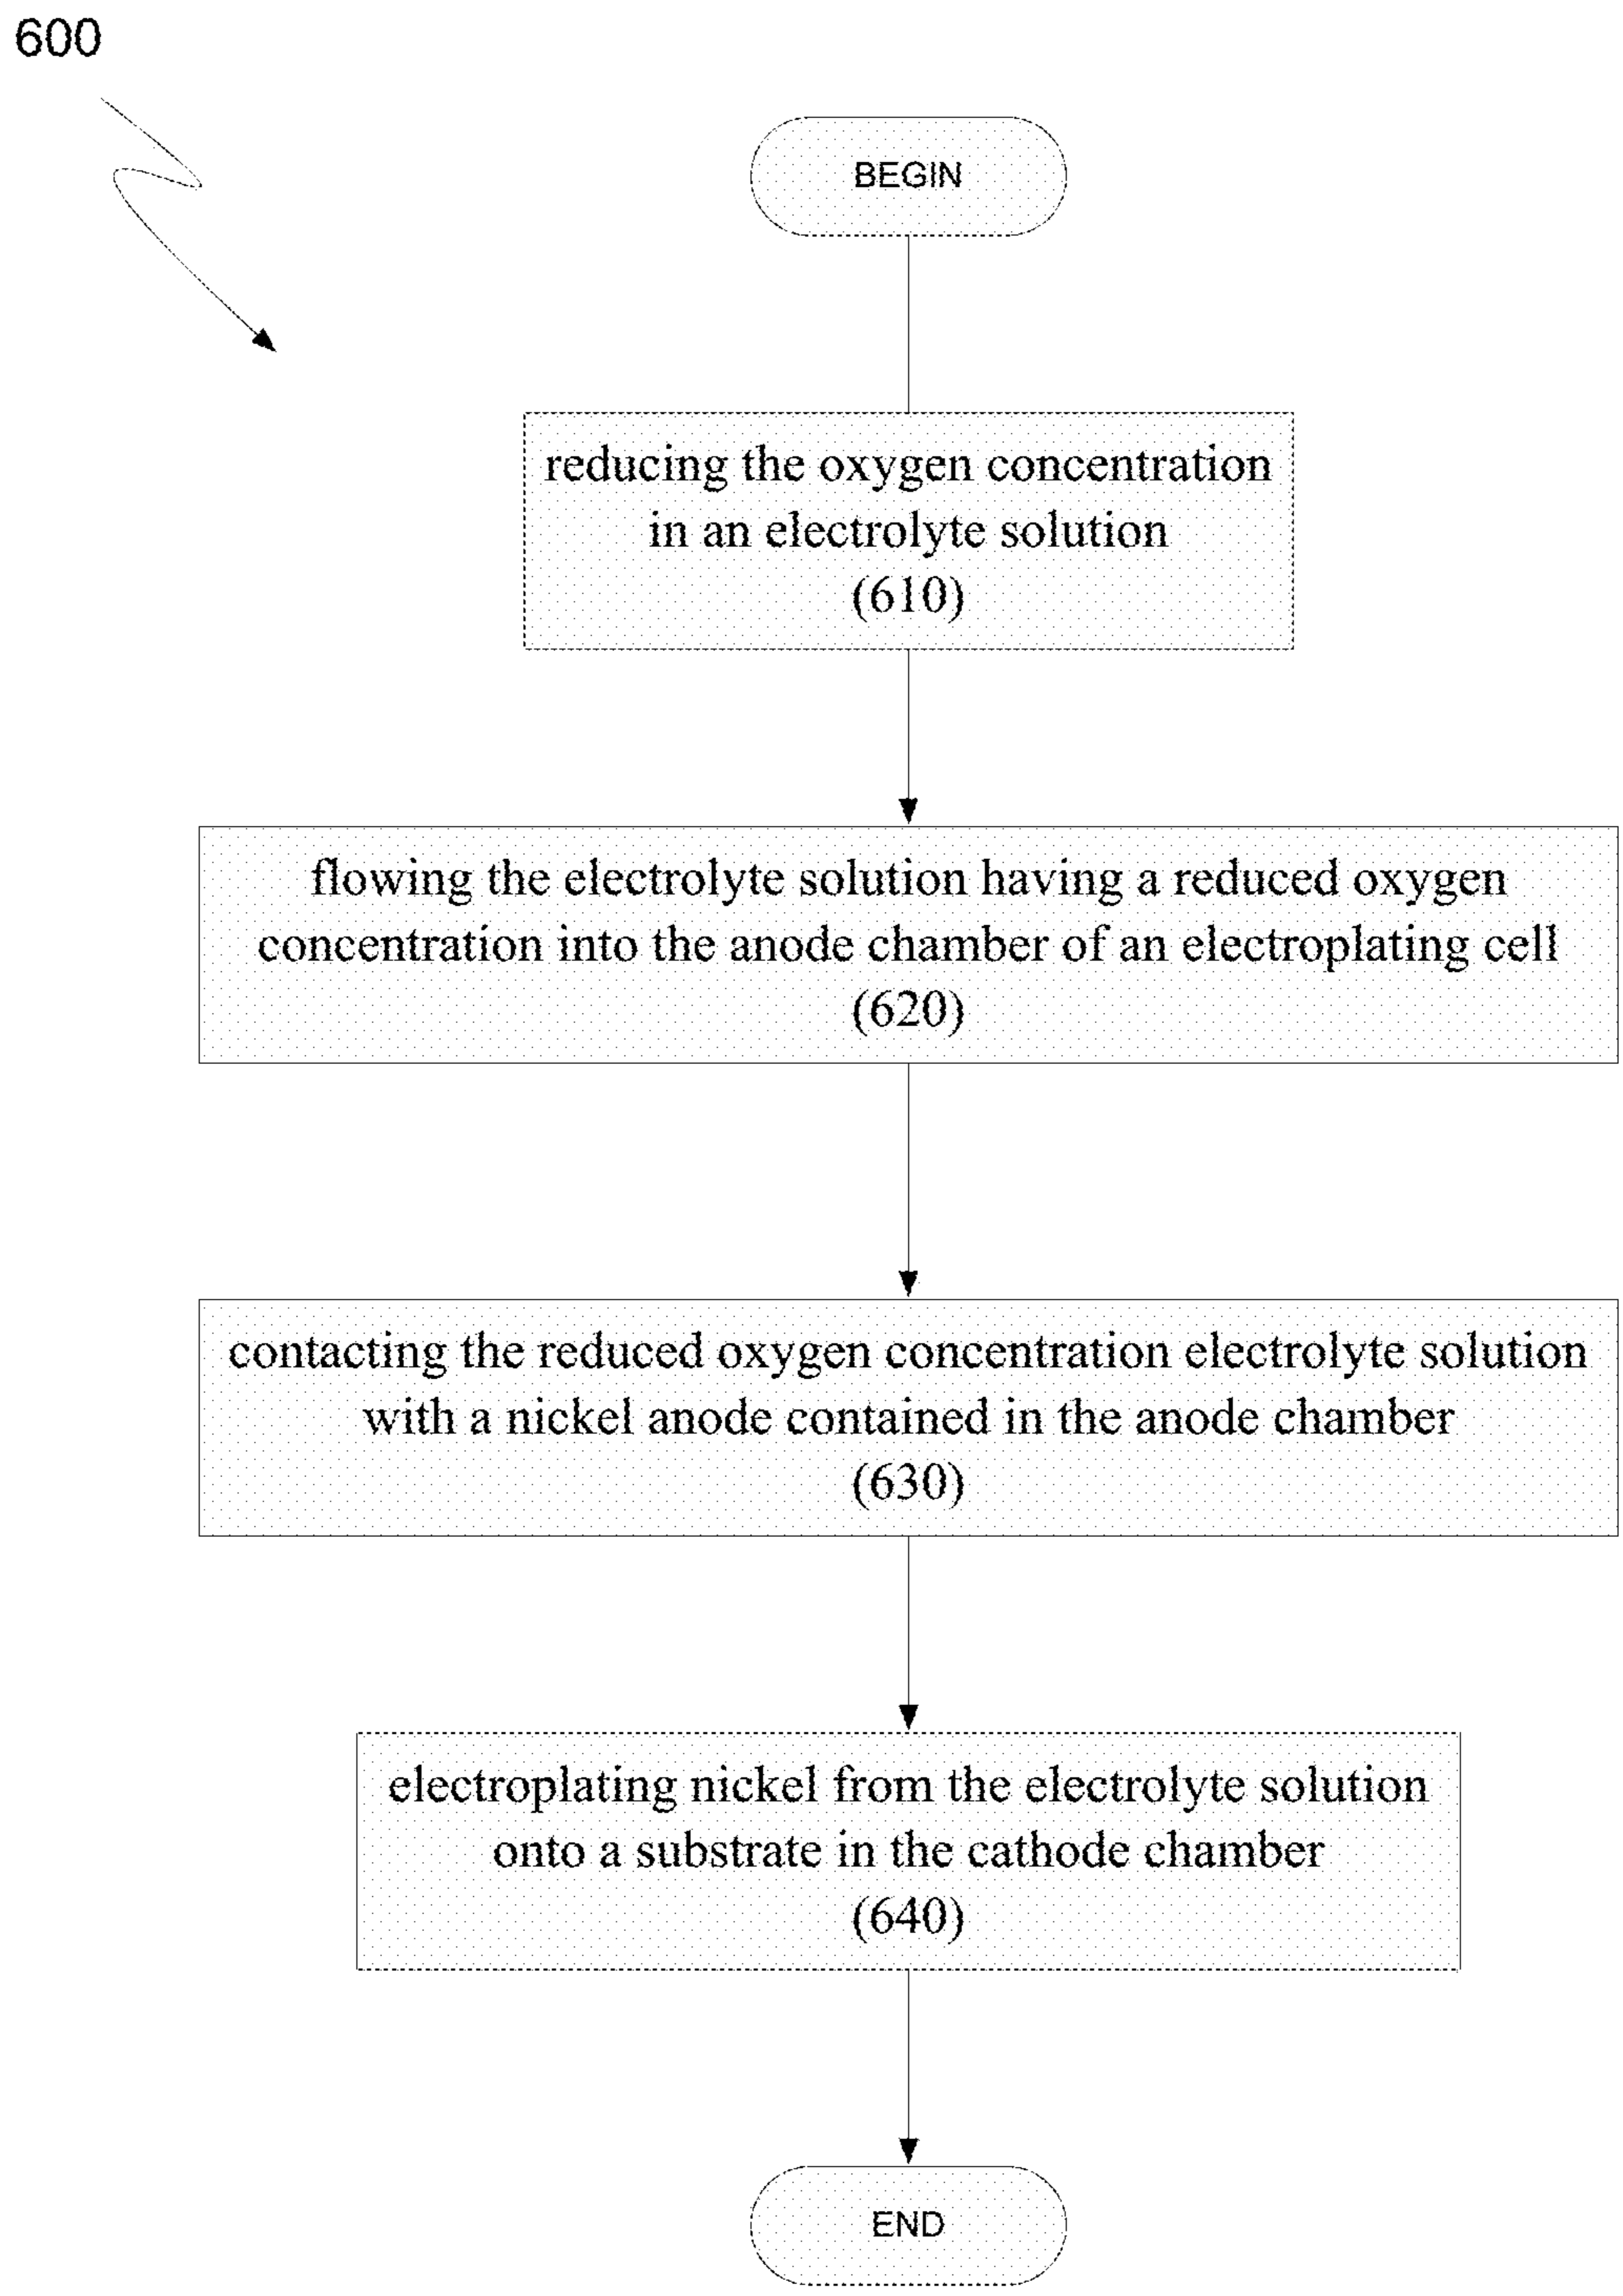 600
BEGIN
reducing the oxygen concentration
in an electrolyte solution
(610)
flowing the electrolyte solution having a reduced oxygen
concentration into the anode chamber of an electroplating cell
(620)
contacting the reduced oxygen concentration electrolyte solution
with a nickel anode contained in the anode chamber
(630)
electroplating nickel from the electrolyte solution
onto a substrate in the cathode chamber
(640)
END